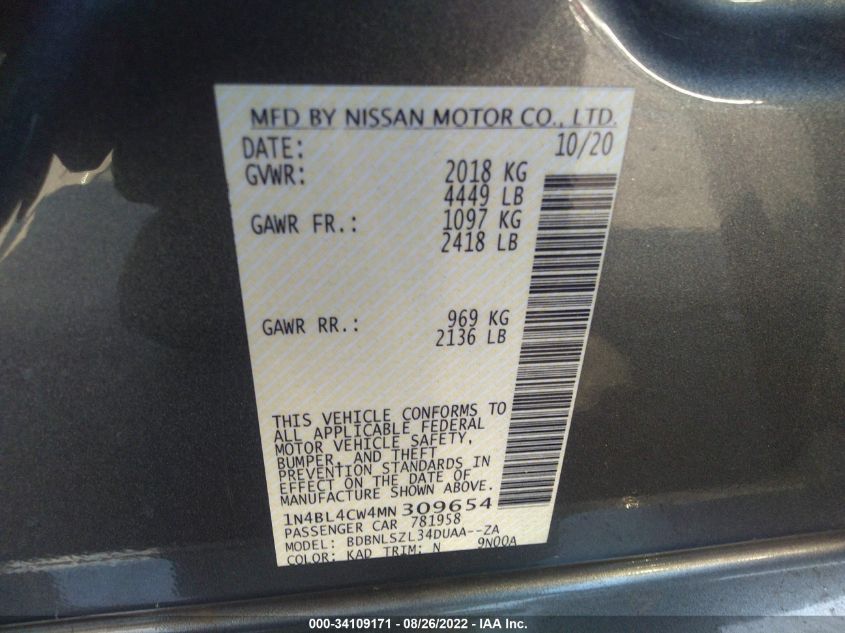 MFD BY NISSAN MOTOR CO., LTD.
DATE: 10/20
GVWR: 2018 KG
4449 LB
GAWR FR.: 1097 KG
2418 LB
GAWR RR.: 969 KG
2136 LB
THIS VEHICLE CONFORMS TO
ALL APPLICABLE FEDERAL
MOTOR VEHICLE SAFETY,
BUMPER, AND THEFT
PREVENTION STANDARDS IN
EFFECT ON THE DATE OF
MANUFACTURE SHOWN ABOVE.
1N4BL4CW4MN309654
PASSENGER CAR 781958
MODEL: BDBNLSZL34DUAA--ZA
COLOR: KAD TRIM: N 9N00A
000-34109171 - 08/26/2022 - IAA Inc.